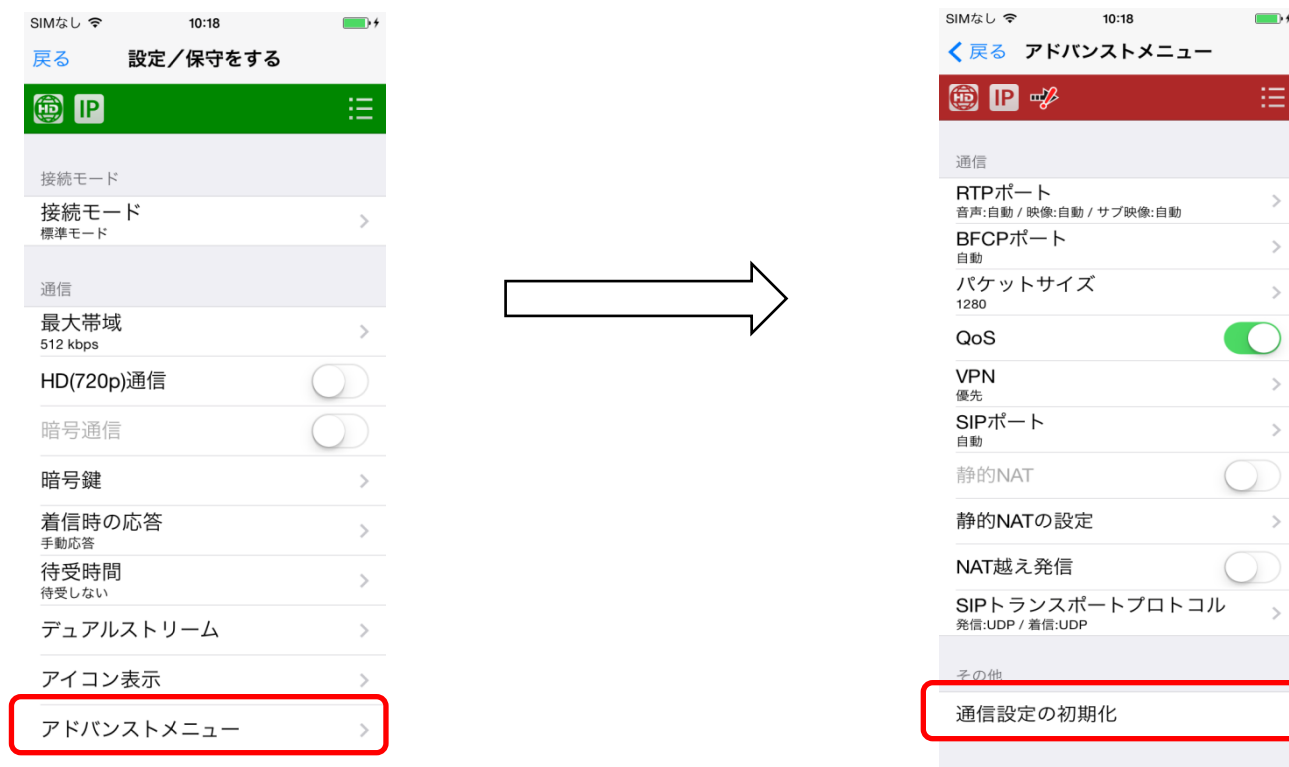 SIMなし 10:18
戻る 設定／保守をする
HD IP
接続モード
接続モード
標準モード
通信
最大帯域
512 kbps
HD(720p)通信
暗号通信
暗号鍵
着信時の応答
手動応答
待受時間
待受しない
デュアルストリーム
アイコン表示
アドバンストメニュー
SIMなし 10:18
戻る アドバンストメニュー
HD IP
通信
RTPポート
音声:自動 / 映像:自動 / サブ映像:自動
BFCPポート
自動
パケットサイズ
1280
QoS
VPN
優先
SIPポート
自動
静的NAT
静的NATの設定
NAT越え発信
SIPトランスポートプロトコル
発信:UDP / 着信:UDP
その他
通信設定の初期化